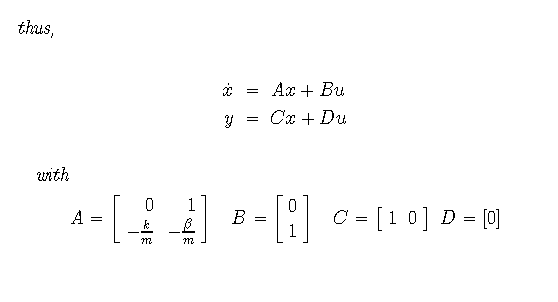 thus,
ẋ = Ax + Bu
y = Cx + Du
with
A = [ 0 1 ; −k/m −β/m ] B = [ 0 ; 1 ] C = [ 1 0 ] D = [0]